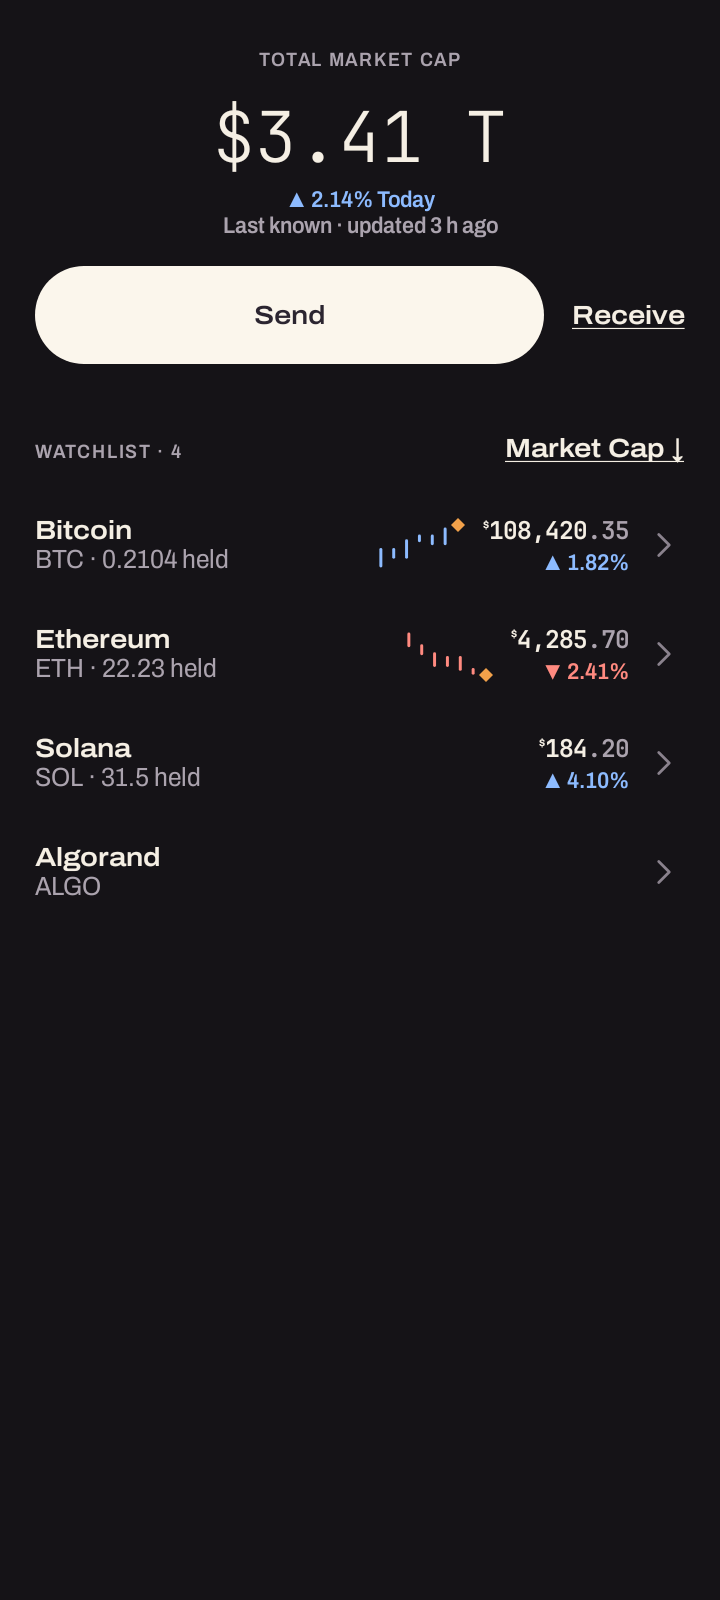 TOTAL MARKET CAP
$3.41 T
▲ 2.14% Today
Last known · updated 3 h ago
Send
Receive
WATCHLIST · 4
Market Cap ↓
Bitcoin
$108,420.35
BTC · 0.2104 held
▲ 1.82%
Ethereum
$4,285.70
ETH · 22.23 held
▼ 2.41%
Solana
$184.20
SOL · 31.5 held
▲ 4.10%
Algorand
ALGO